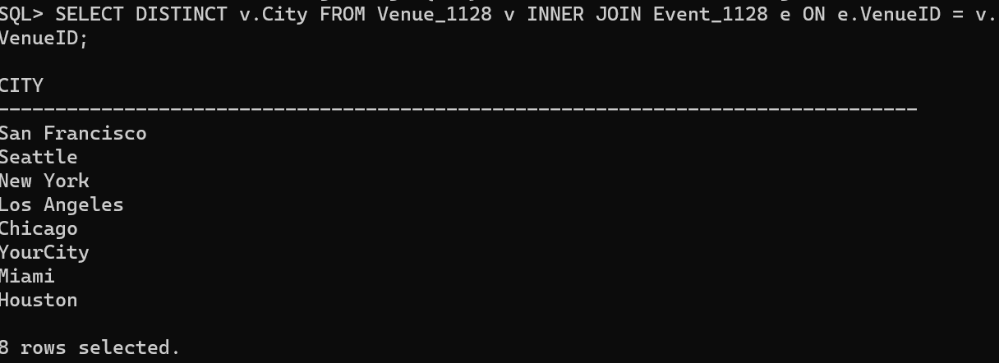 SQL> SELECT DISTINCT v.City FROM Venue_1128 v INNER JOIN Event_1128 e ON e.VenueID = v.
VenueID;
CITY
--------------------------------------------------------------------------------
San Francisco
Seattle
New York
Los Angeles
Chicago
YourCity
Miami
Houston
8 rows selected.